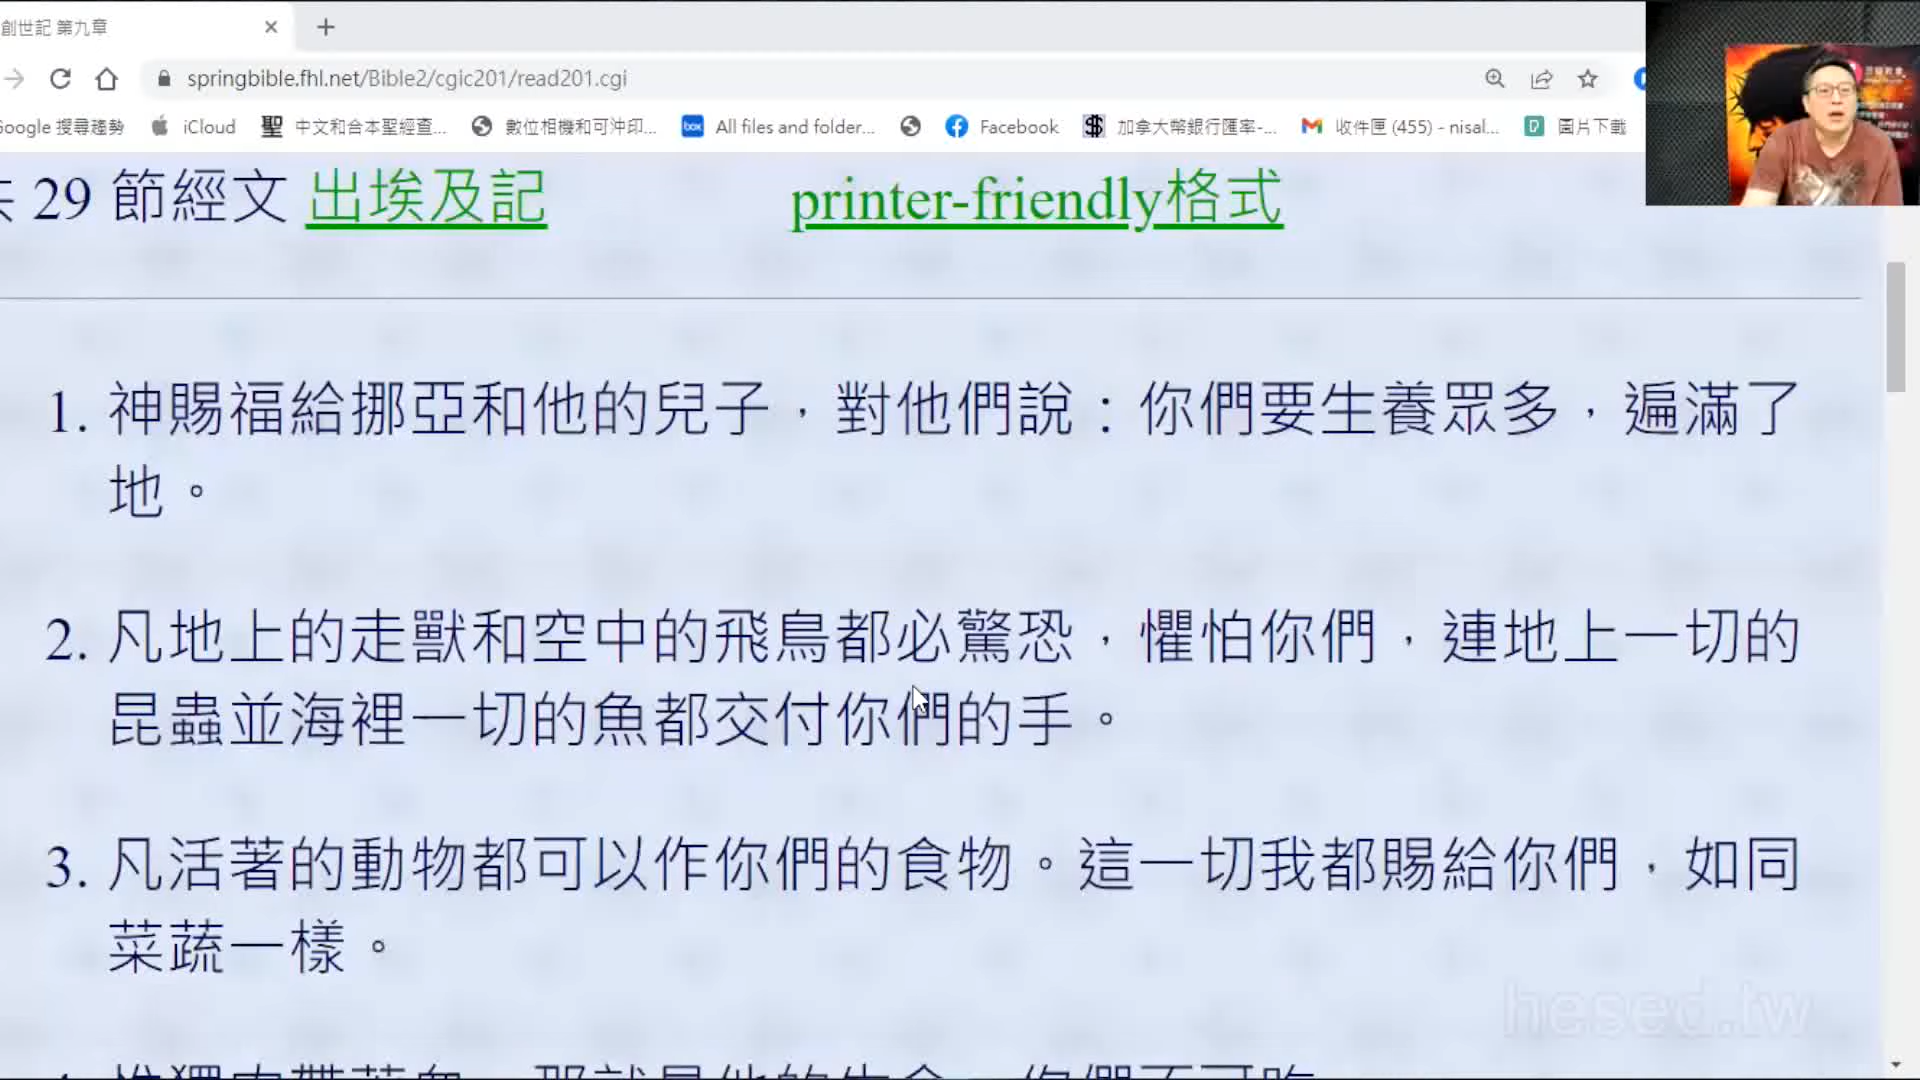 創世記 第九章
springbible.fhl.net/Bible2/cgic201/read201.cgi
Google 搜尋趨勢 iCloud 中文和合本聖經查... 數位相機和可沖印... box All files and folder... Facebook 加拿大幣銀行匯率-... 收件匣 (455) - nisal... 圖片下載
共 29 節經文 出埃及記 printer-friendly格式
1. 神賜福給挪亞和他的兒子，對他們說：你們要生養眾多，遍滿了
地。
2. 凡地上的走獸和空中的飛鳥都必驚恐，懼怕你們，連地上一切的
昆蟲並海裡一切的魚都交付你們的手。
3. 凡活著的動物都可以作你們的食物。這一切我都賜給你們，如同
菜蔬一樣。
hesed.tw